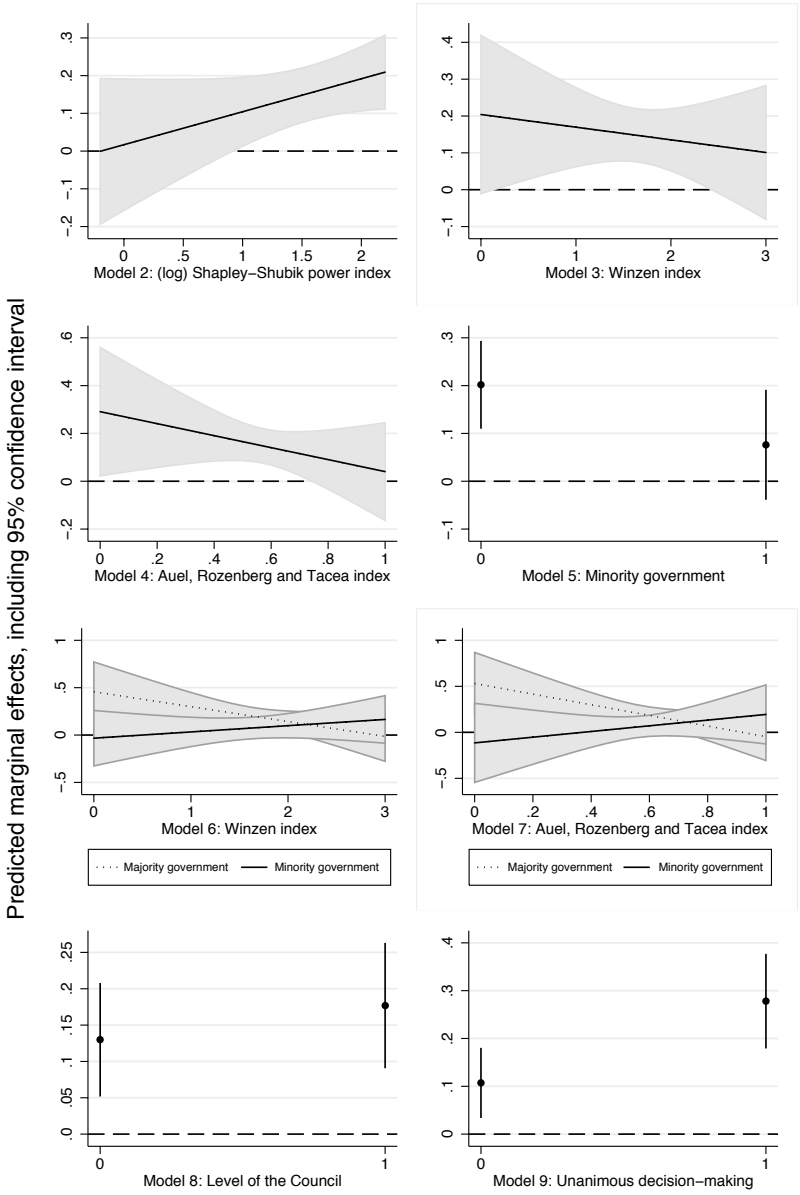 Predicted marginal effects, including 95% confidence interval
.3
.2
.1
0
−.1
−.2
0 .5 1 1.5 2
Model 2: (log) Shapley−Shubik power index
.4
.3
.2
.1
0
−.1
0 1 2 3
Model 3: Winzen index
.6
.4
.2
0
−.2
0 .2 .4 .6 .8 1
Model 4: Auel, Rozenberg and Tacea index
.3
.2
.1
0
−.1
0 1
Model 5: Minority government
1
.5
0
−.5
0 1 2 3
Model 6: Winzen index
Majority government Minority government
1
.5
0
−.5
0 .2 .4 .6 .8 1
Model 7: Auel, Rozenberg and Tacea index
Majority government Minority government
.25
.2
.15
.1
.05
.0
0 1
Model 8: Level of the Council
.4
.3
.2
.1
0
0 1
Model 9: Unanimous decision−making